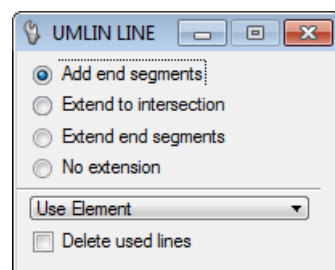 UMLIN LINE
Add end segments
Extend to intersection
Extend end segments
No extension
Use Element
Delete used lines